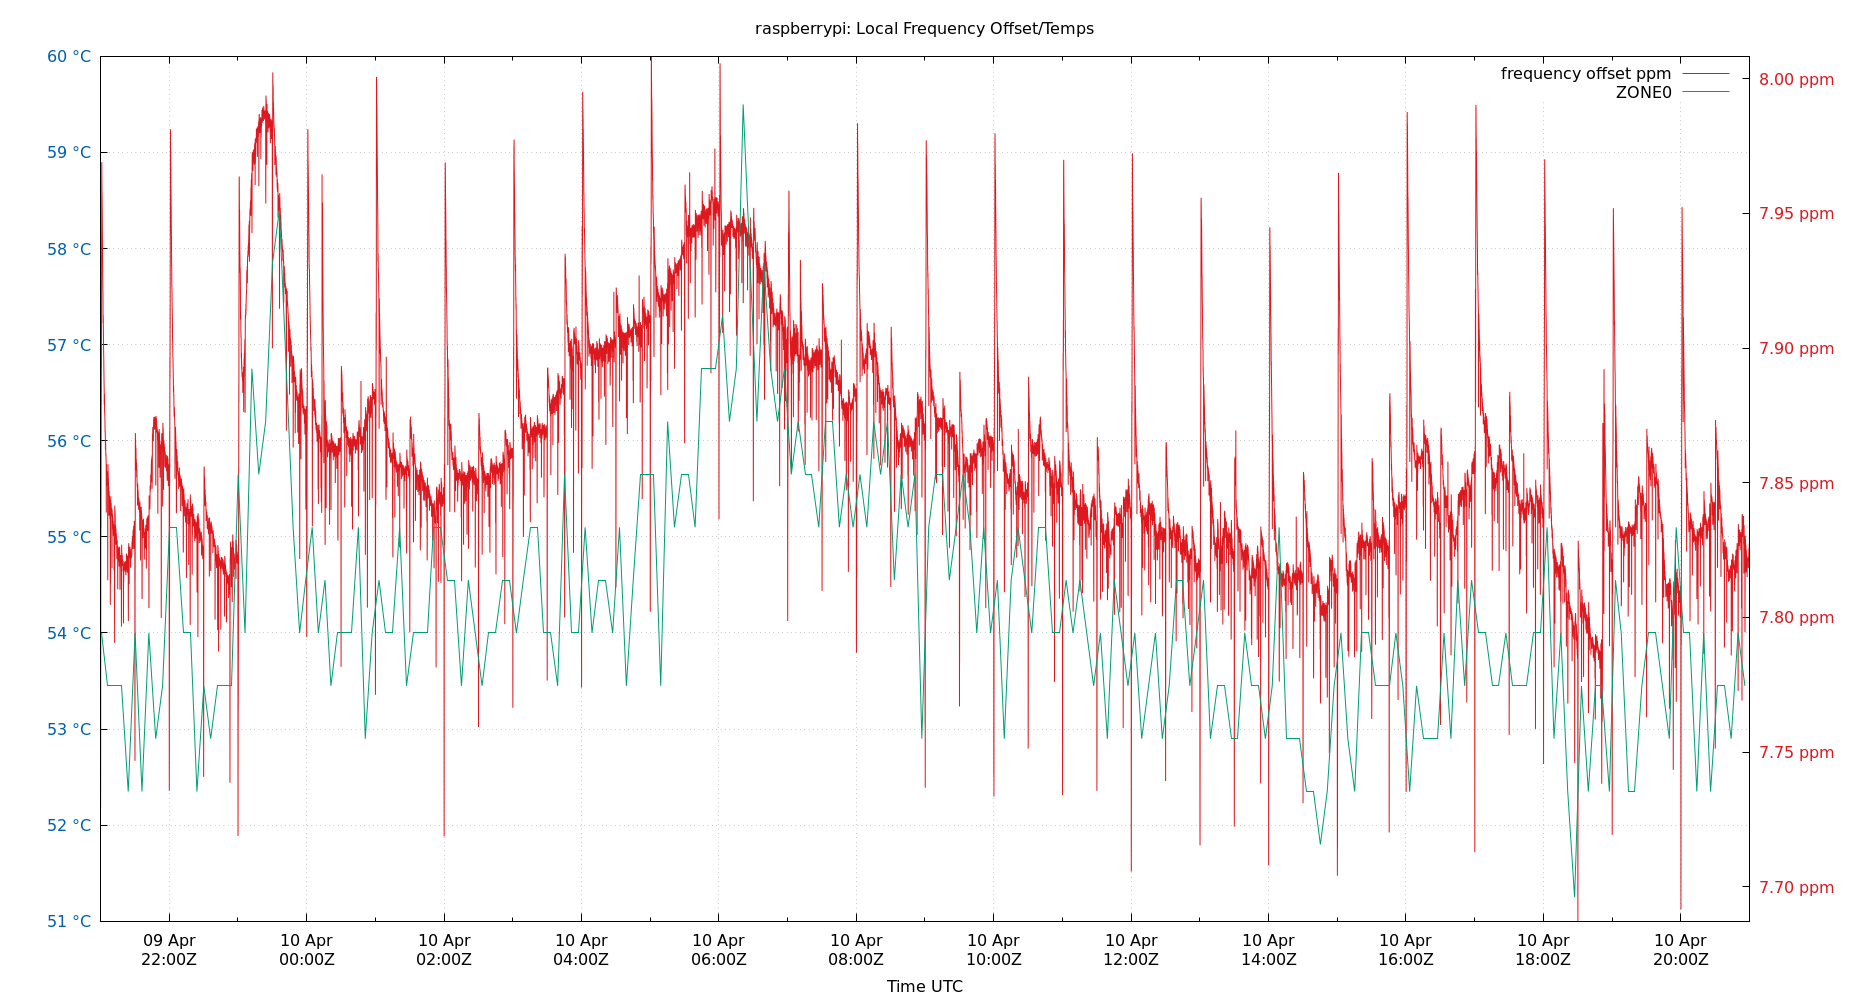 raspberrypi: Local Frequency Offset/Temps
frequency offset ppm
ZONE0
60 °C
59 °C
58 °C
57 °C
56 °C
55 °C
54 °C
53 °C
52 °C
51 °C
8.00 ppm
7.95 ppm
7.90 ppm
7.85 ppm
7.80 ppm
7.75 ppm
7.70 ppm
09 Apr
22:00Z
10 Apr
00:00Z
10 Apr
02:00Z
10 Apr
04:00Z
10 Apr
06:00Z
10 Apr
08:00Z
10 Apr
10:00Z
10 Apr
12:00Z
10 Apr
14:00Z
10 Apr
16:00Z
10 Apr
18:00Z
10 Apr
20:00Z
Time UTC